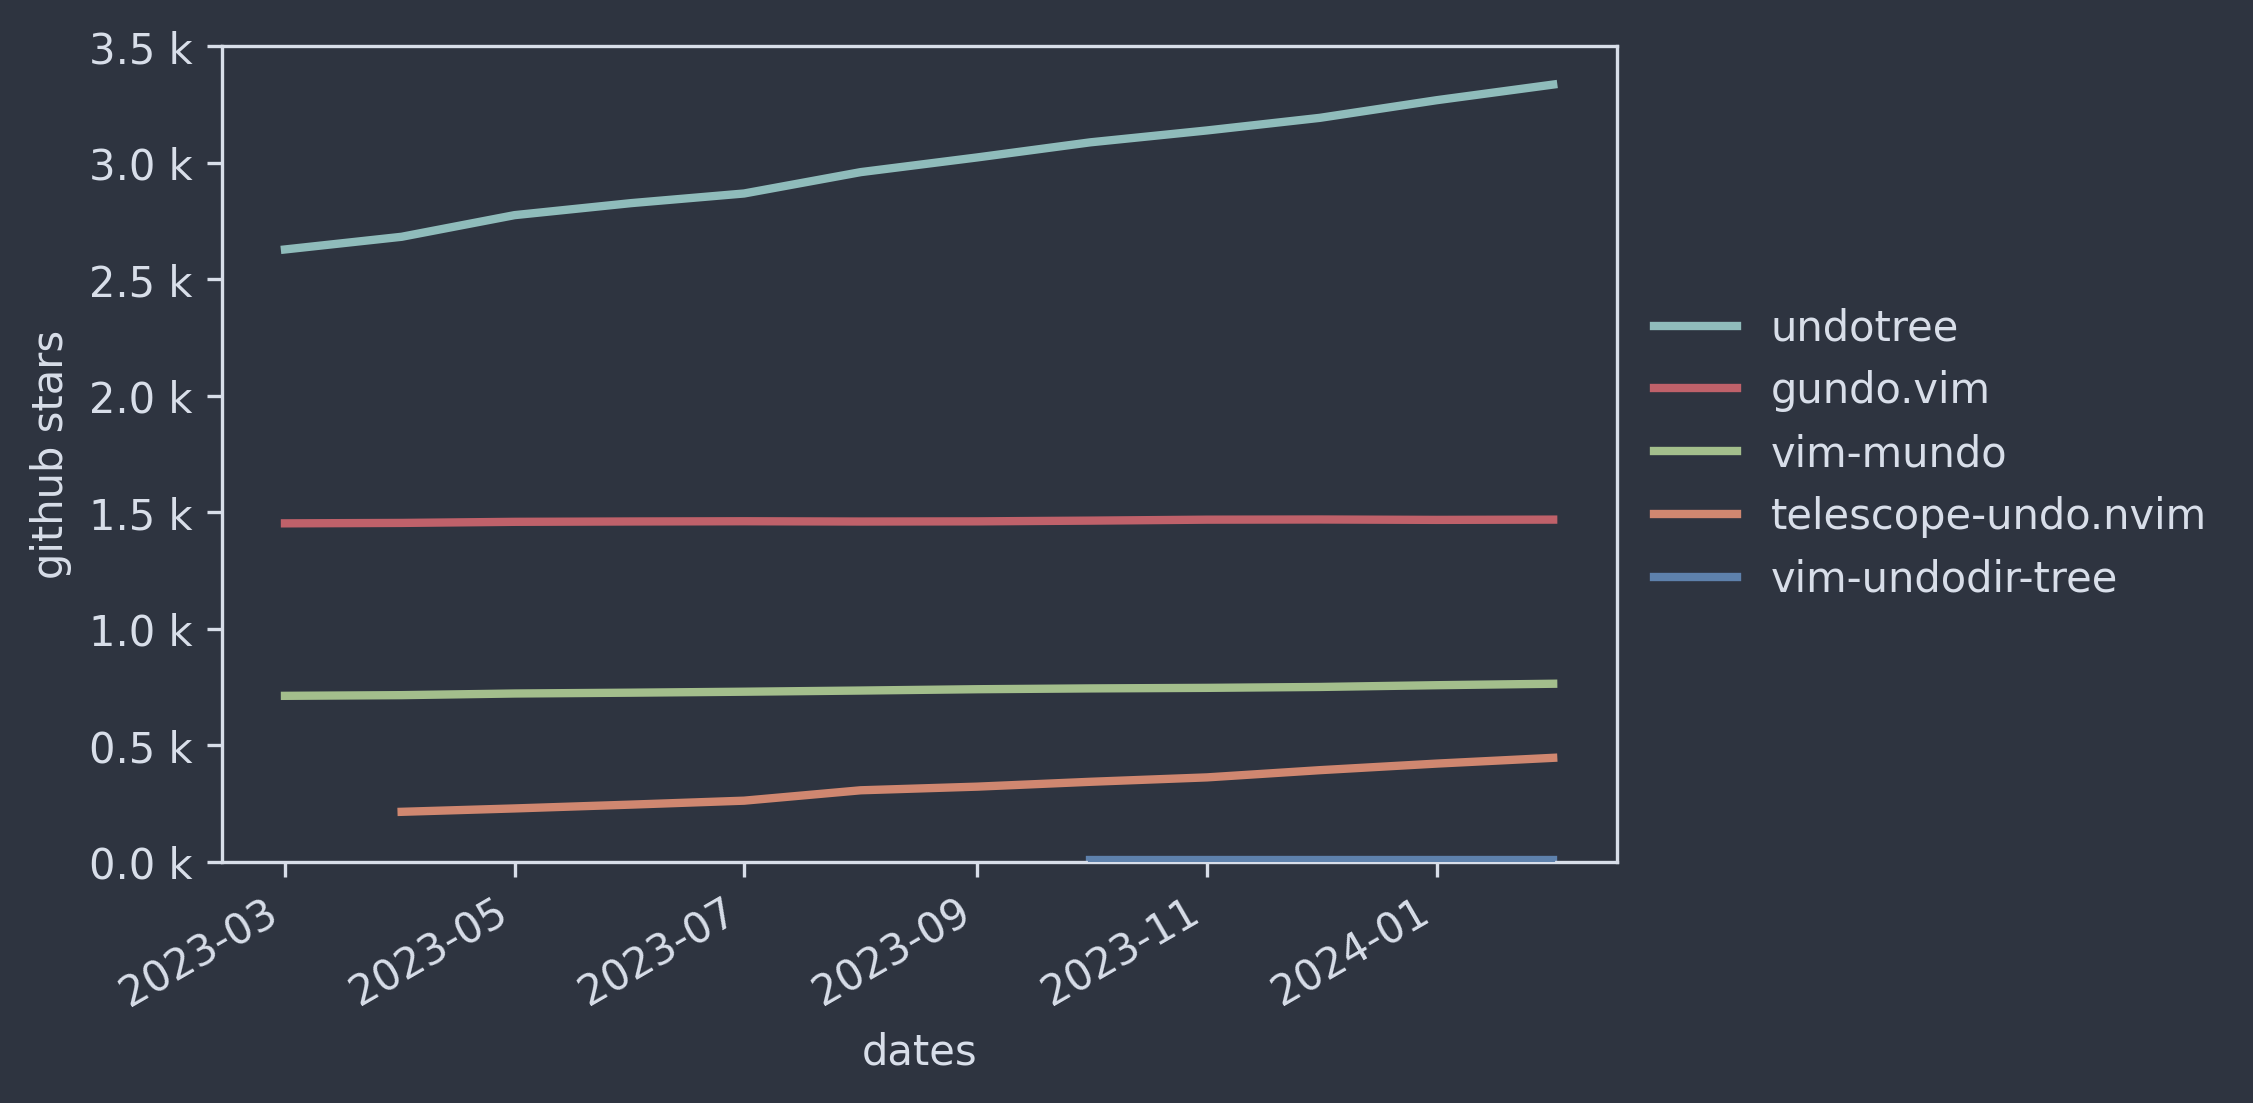 3.5 k
3.0 k
2.5 k
2.0 k
1.5 k
1.0 k
0.5 k
0.0 k
github stars
2023-03
2023-05
2023-07
2023-09
2023-11
2024-01
dates
undotree
gundo.vim
vim-mundo
telescope-undo.nvim
vim-undodir-tree